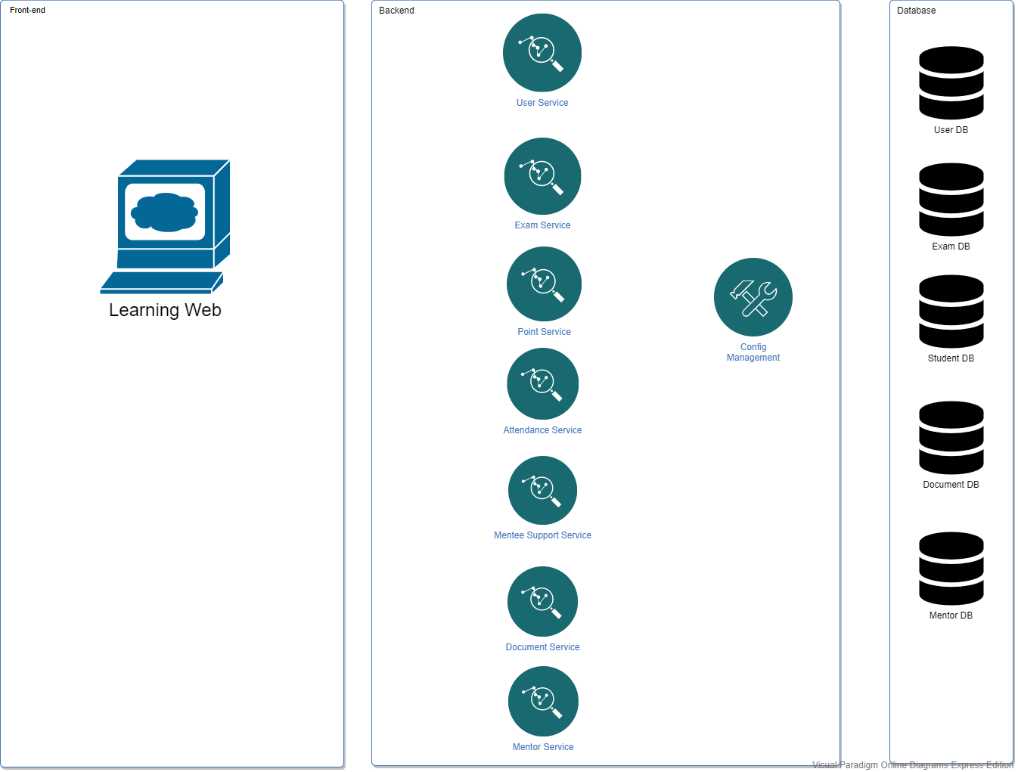 Front-end
Learning Web
Backend
User Service
Exam Service
Point Service
Attendance Service
Mentee Support Service
Document Service
Mentor Service
Config
Management
Database
User DB
Exam DB
Student DB
Document DB
Mentor DB
Visual Paradigm Online Diagrams Express Edition